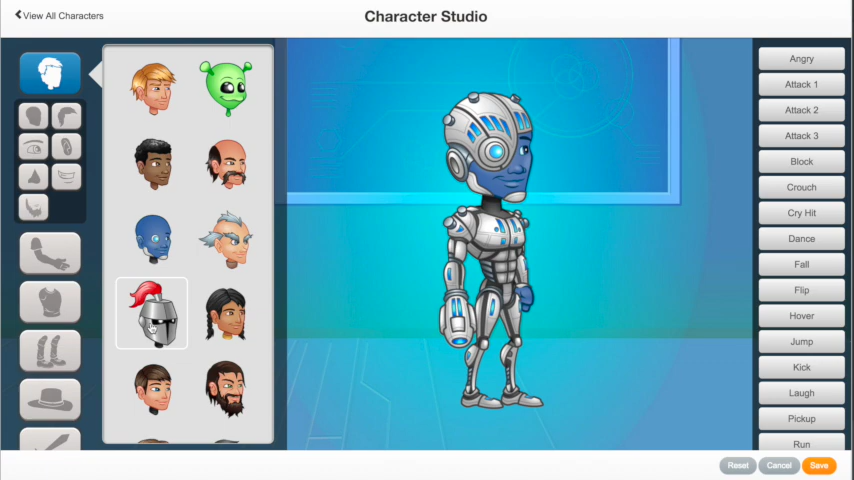 View All Characters
Character Studio
Angry
Attack 1
Attack 2
Attack 3
Block
Crouch
Cry Hit
Dance
Fall
Flip
Hover
Jump
Kick
Laugh
Pickup
Run
Reset
Cancel
Save